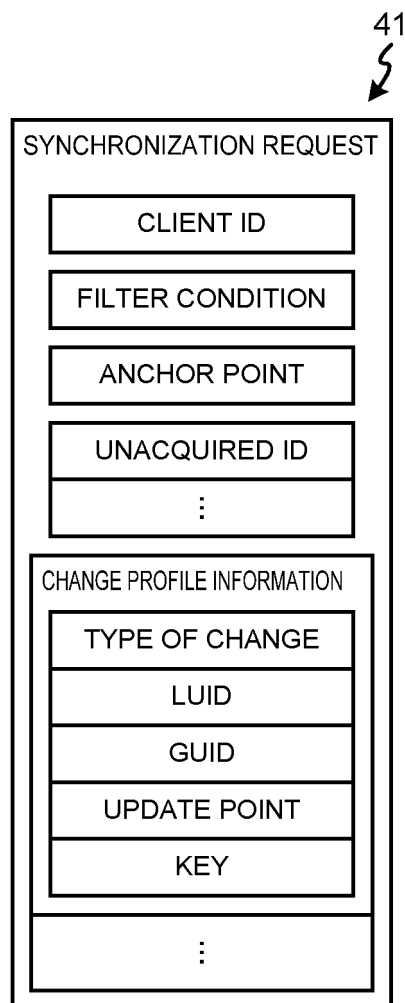 41
SYNCHRONIZATION REQUEST
CLIENT ID
FILTER CONDITION
ANCHOR POINT
UNACQUIRED ID
⋮
CHANGE PROFILE INFORMATION
TYPE OF CHANGE
LUID
GUID
UPDATE POINT
KEY
⋮